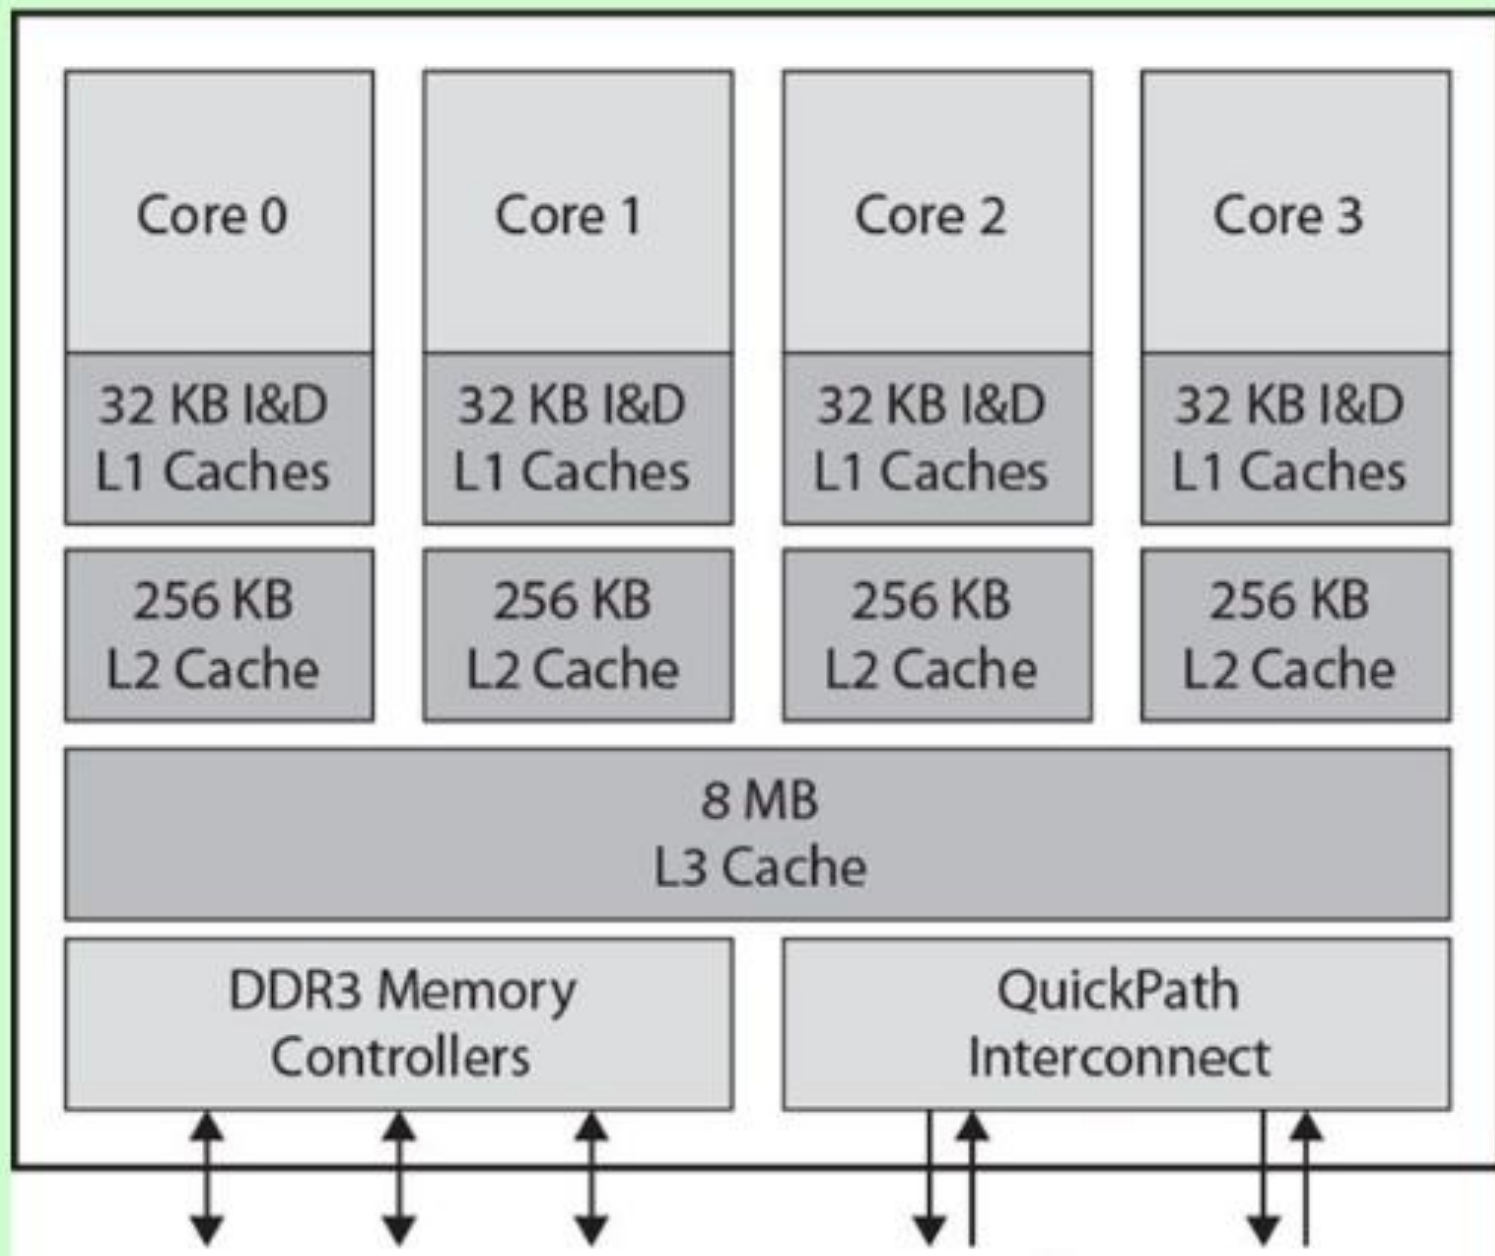 Core 0
Core 1
Core 2
Core 3
32 KB I&D
L1 Caches
32 KB I&D
L1 Caches
32 KB I&D
L1 Caches
32 KB I&D
L1 Caches
256 KB
L2 Cache
256 KB
L2 Cache
256 KB
L2 Cache
256 KB
L2 Cache
8 MB
L3 Cache
DDR3 Memory
Controllers
QuickPath
Interconnect